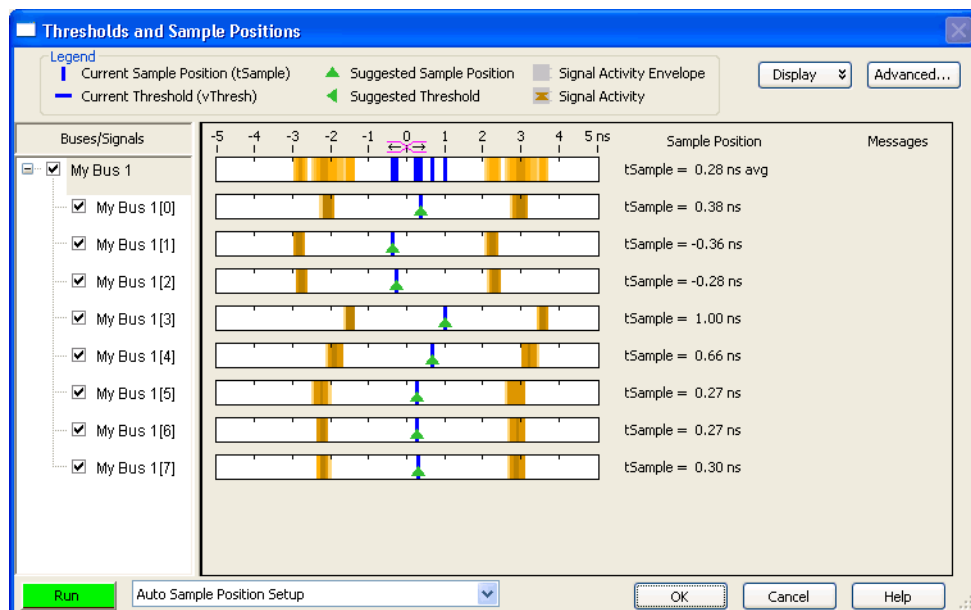 Thresholds and Sample Positions
Legend
Current Sample Position (tSample)
Suggested Sample Position
Signal Activity Envelope
Current Threshold (vThresh)
Suggested Threshold
Signal Activity
Display
Advanced...
Buses/Signals
-5 -4 -3 -2 -1 0 1 2 3 4 5 ns
Sample Position
Messages
My Bus 1
tSample = 0.28 ns avg
My Bus 1[0]
tSample = 0.38 ns
My Bus 1[1]
tSample = -0.36 ns
My Bus 1[2]
tSample = -0.28 ns
My Bus 1[3]
tSample = 1.00 ns
My Bus 1[4]
tSample = 0.66 ns
My Bus 1[5]
tSample = 0.27 ns
My Bus 1[6]
tSample = 0.27 ns
My Bus 1[7]
tSample = 0.30 ns
Run
Auto Sample Position Setup
OK
Cancel
Help